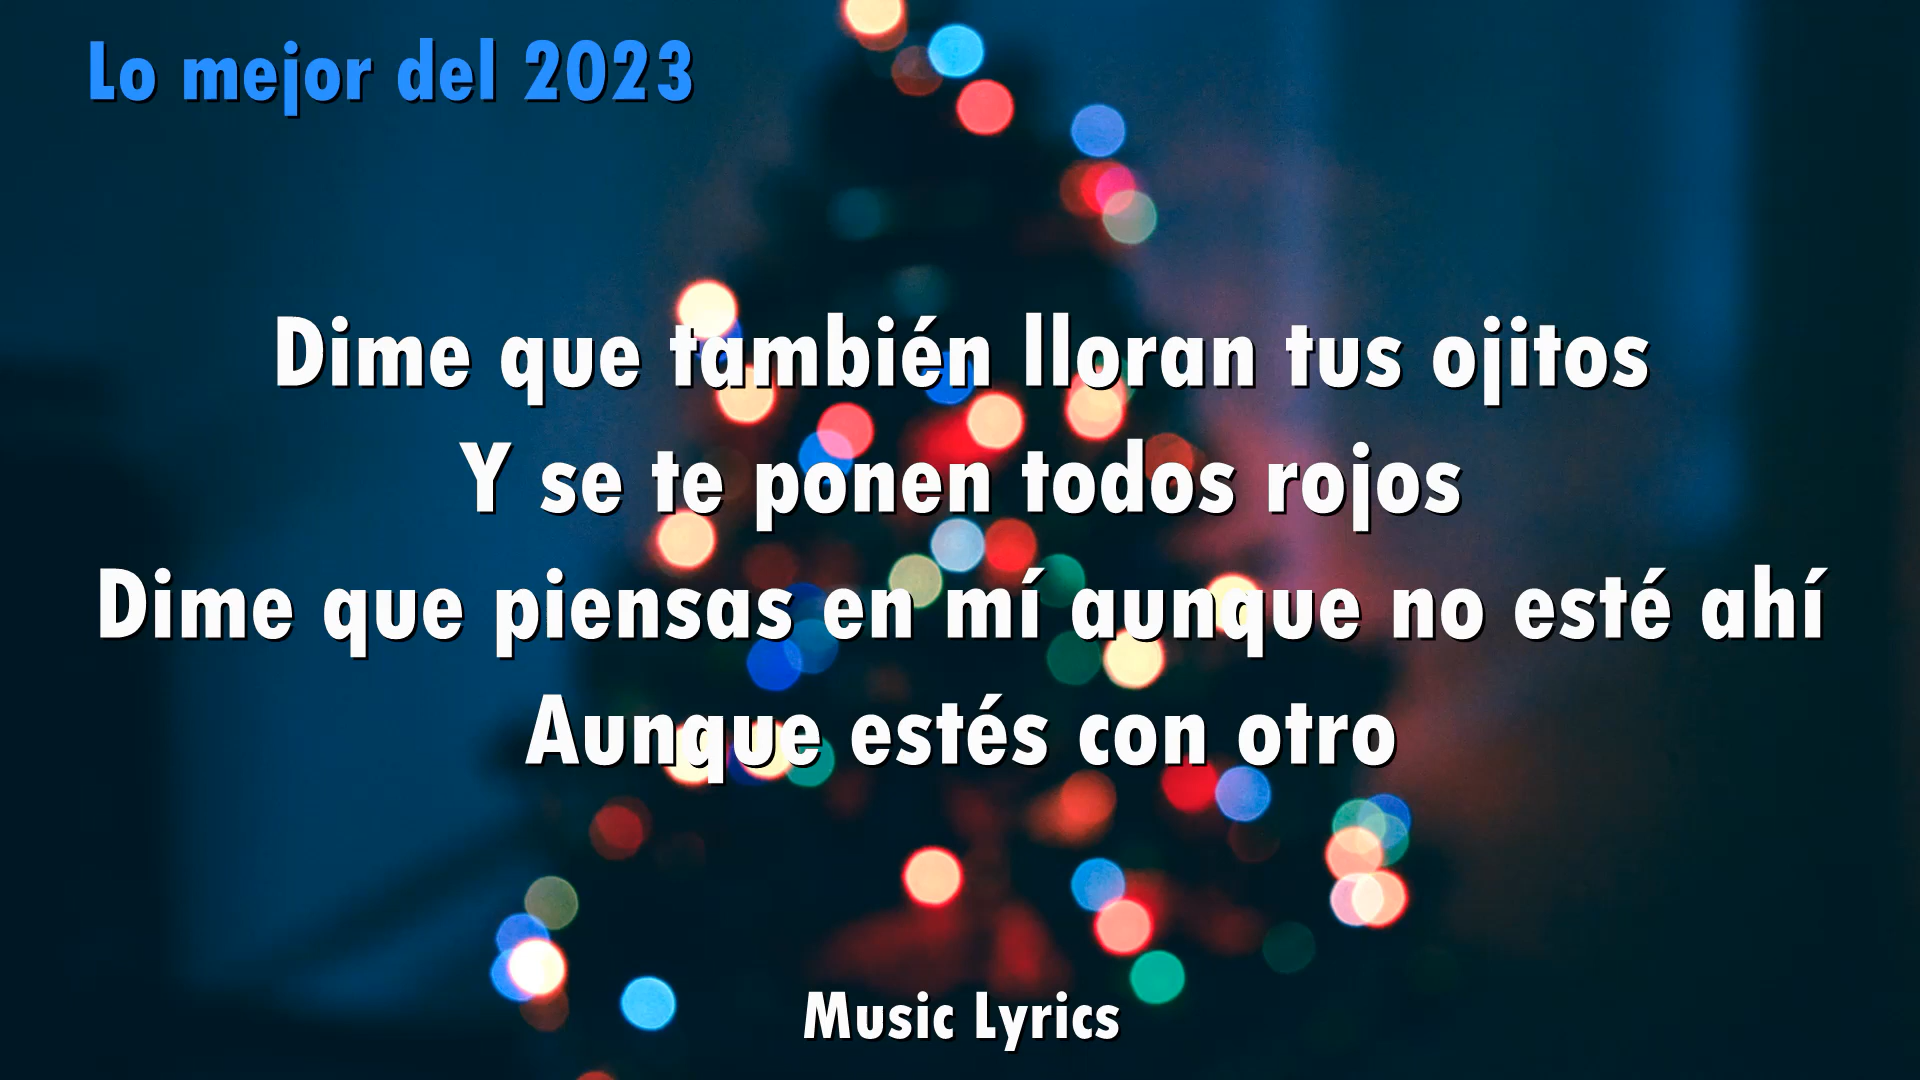 Lo mejor del 2023
Dime que también lloran tus ojitos
Y se te ponen todos rojos
Dime que piensas en mí aunque no esté ahí
Aunque estés con otro
Music Lyrics